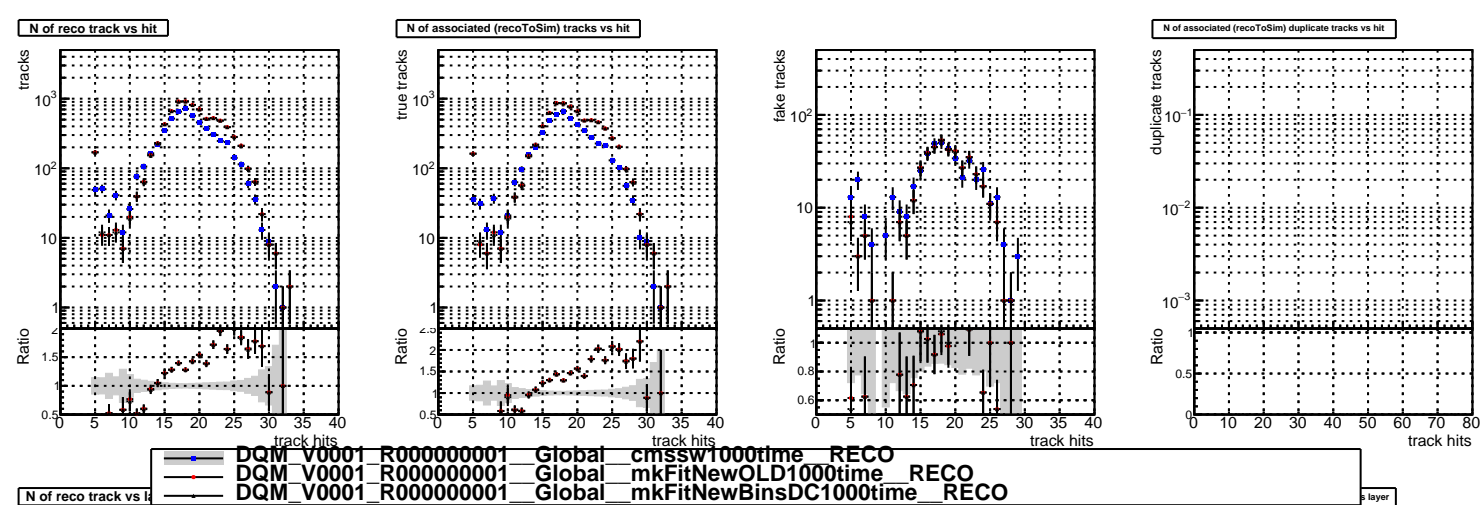 N of reco track vs hit
N of associated (recoToSim) tracks vs hit
N of associated (recoToSim) duplicate tracks vs hit
tracks
10³
10²
10
1
Ratio
2
1.5
1
0.5
0 5 10 15 20 25 30 35 40
track hits
true tracks
10³
10²
10
1
Ratio
2.5
2
1.5
1
0.5
0 5 10 15 20 25 30 35 40
track hits
fake tracks
10²
10
1
Ratio
1
0.8
0.6
0 5 10 15 20 25 30 35 40
track hits
duplicate tracks
10⁻¹
10⁻²
10⁻³
Ratio
1
0.5
0
0 10 20 30 40 50 60 70 80
track hits
DQM_V0001_R000000001__Global__cmssw1000time__RECO
DQM_V0001_R000000001__Global__mkFitNewOLD1000time__RECO
DQM_V0001_R000000001__Global__mkFitNewBinsDC1000time__RECO
N of reco track vs la
s layer